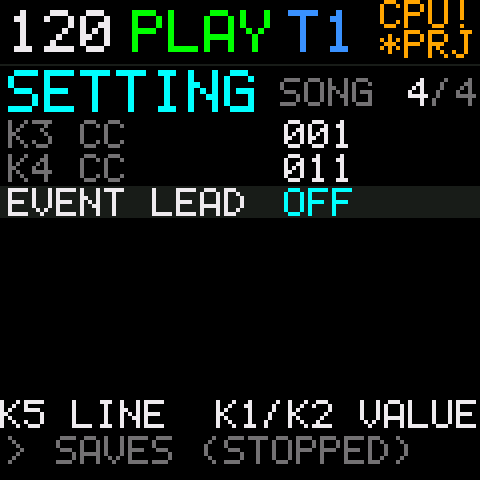 120 PLAY T1 CPU!
*PRJ
SETTING SONG 4/4
K3 CC 001
K4 CC 011
EVENT LEAD OFF
K5 LINE K1/K2 VALUE
> SAVES (STOPPED)